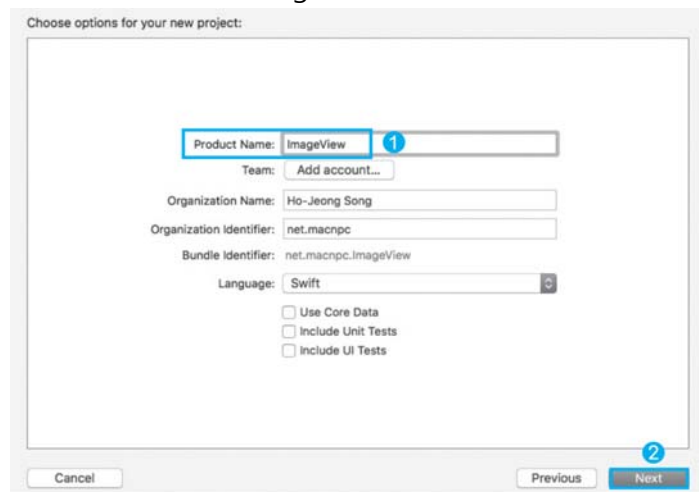 Choose options for your new project:
Product Name: ImageView 1
Team: Add account...
Organization Name: Ho-Jeong Song
Organization Identifier: net.macnpc
Bundle Identifier: net.macnpc.ImageView
Language: Swift
Use Core Data
Include Unit Tests
Include UI Tests
2
Cancel Previous Next